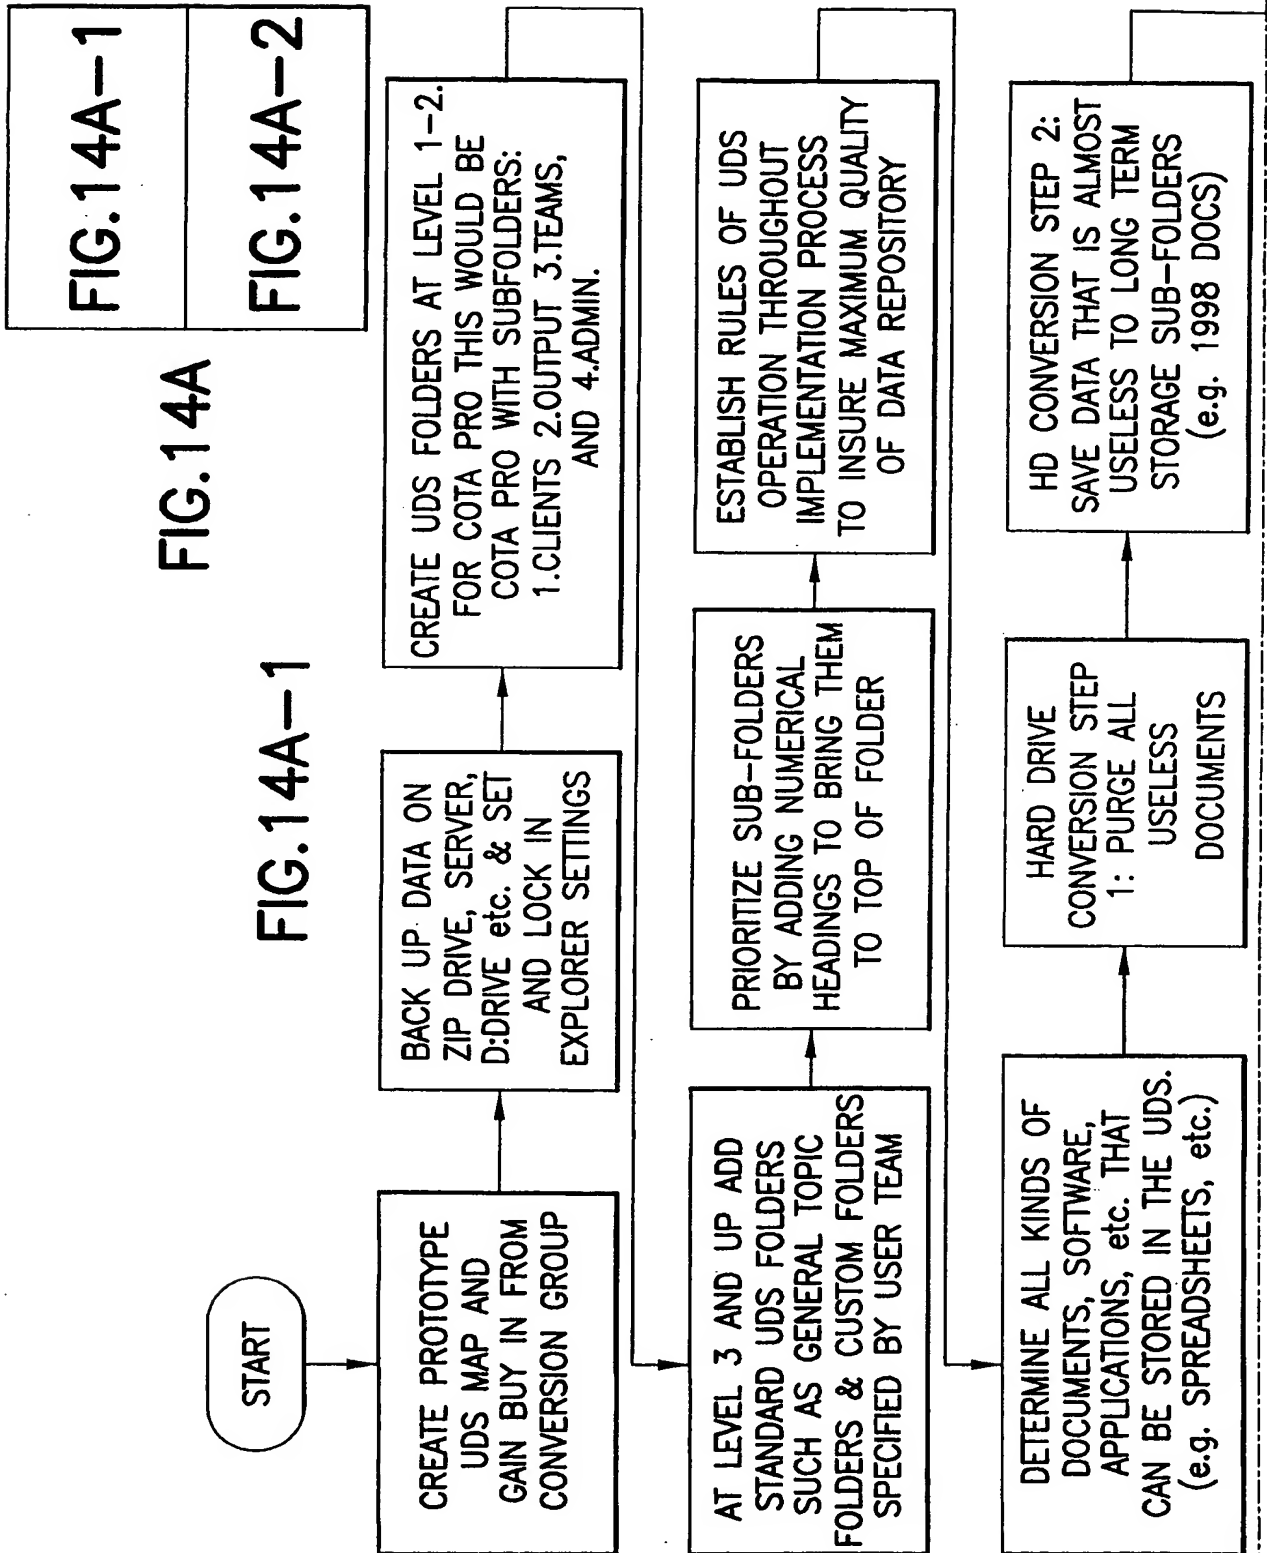 FIG.14A-1
FIG.14A-2
FIG.14A
FIG.14A-1
START
CREATE PROTOTYPE
UDS MAP AND
GAIN BUY IN FROM
CONVERSION GROUP
BACK UP DATA ON
ZIP DRIVE, SERVER,
D:DRIVE etc. & SET
AND LOCK IN
EXPLORER SETTINGS
CREATE UDS FOLDERS AT LEVEL 1-2.
FOR COTA PRO THIS WOULD BE
COTA PRO WITH SUBFOLDERS:
1.CLIENTS 2.OUTPUT 3.TEAMS,
AND 4.ADMIN.
AT LEVEL 3 AND UP ADD
STANDARD UDS FOLDERS
SUCH AS GENERAL TOPIC
FOLDERS & CUSTOM FOLDERS
SPECIFIED BY USER TEAM
PRIORITIZE SUB-FOLDERS
BY ADDING NUMERICAL
HEADINGS TO BRING THEM
TO TOP OF FOLDER
ESTABLISH RULES OF UDS
OPERATION THROUGHOUT
IMPLEMENTATION PROCESS
TO INSURE MAXIMUM QUALITY
OF DATA REPOSITORY
DETERMINE ALL KINDS OF
DOCUMENTS, SOFTWARE,
APPLICATIONS, etc. THAT
CAN BE STORED IN THE UDS.
(e.g. SPREADSHEETS, etc.)
HARD DRIVE
CONVERSION STEP
1: PURGE ALL
USELESS
DOCUMENTS
HD CONVERSION STEP 2:
SAVE DATA THAT IS ALMOST
USELESS TO LONG TERM
STORAGE SUB-FOLDERS
(e.g. 1998 DOCS)